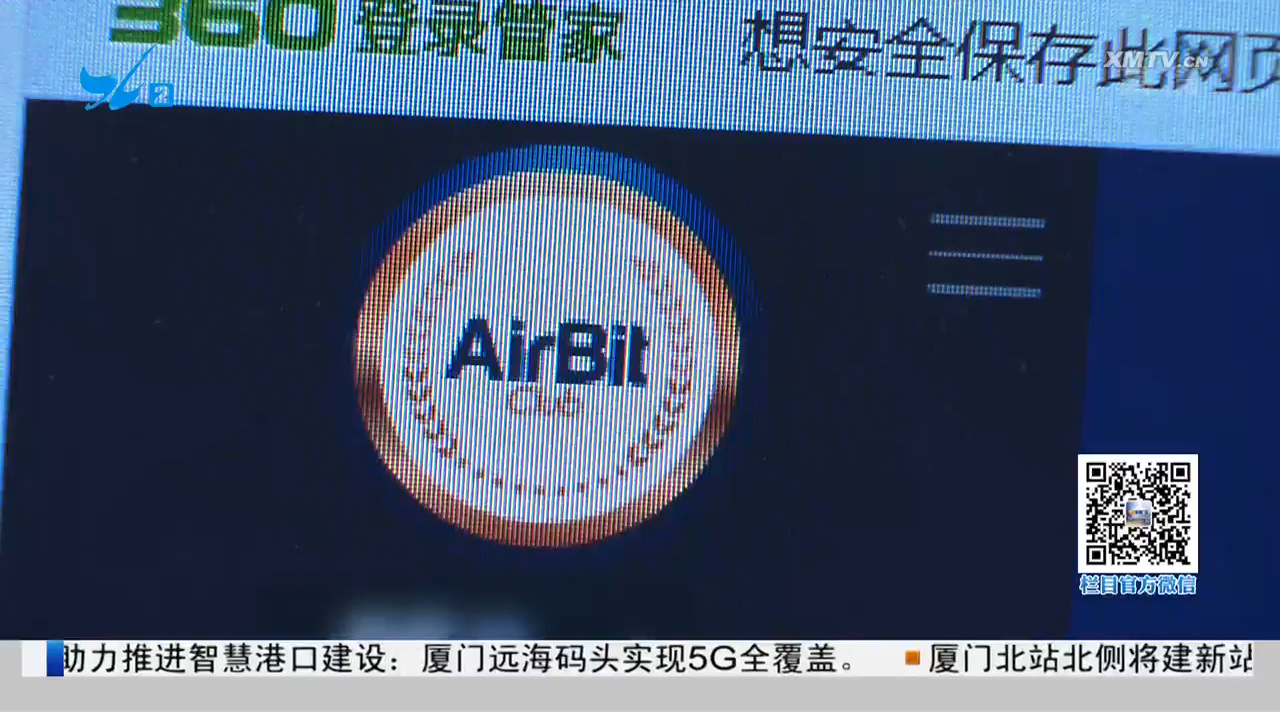 360登录管家 想安全保存此网页
XMTV.CN
2
AirBit
Club
栏目官方微信
助力推进智慧港口建设：厦门远海码头实现5G全覆盖。 厦门北站北侧将建新站